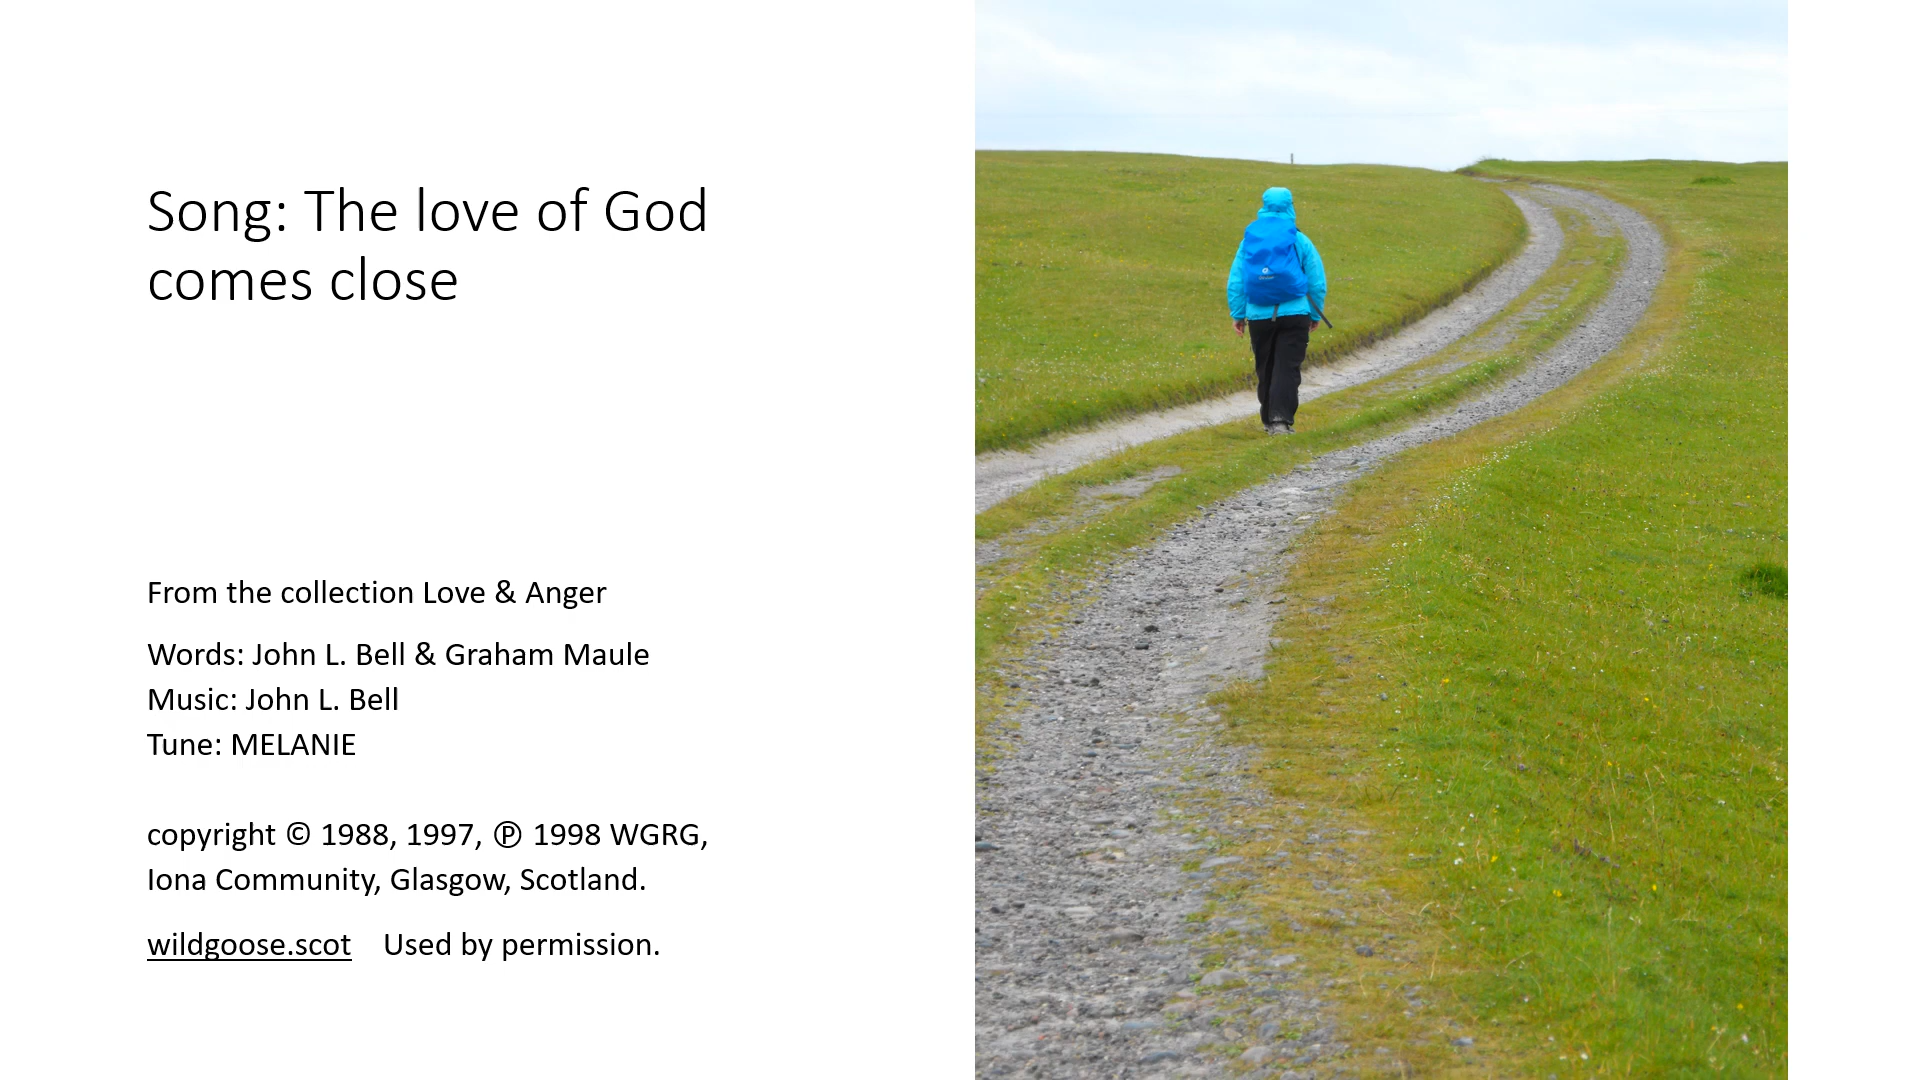 Song: The love of God
comes close
From the collection Love & Anger
Words: John L. Bell & Graham Maule
Music: John L. Bell
Tune: MELANIE
copyright © 1988, 1997, ℗ 1998 WGRG,
Iona Community, Glasgow, Scotland.
wildgoose.scot    Used by permission.